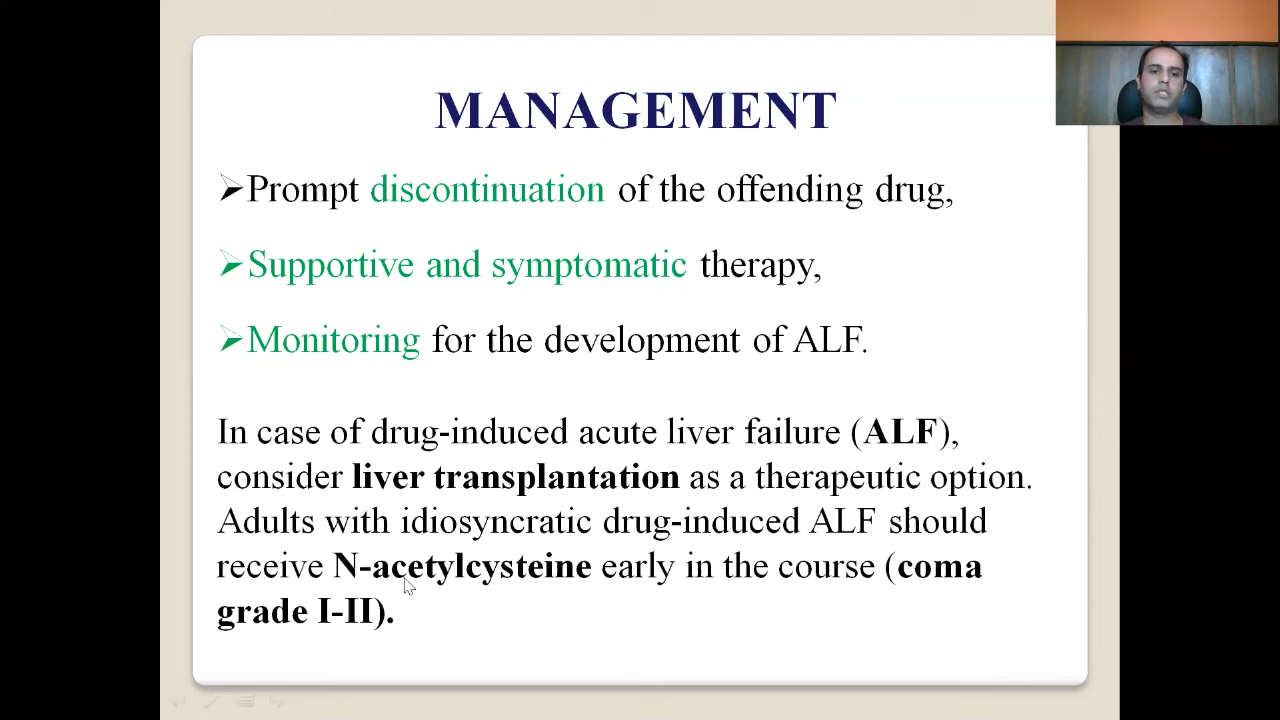 MANAGEMENT
➢Prompt discontinuation of the offending drug,
➢Supportive and symptomatic therapy,
➢Monitoring for the development of ALF.
In case of drug-induced acute liver failure (ALF),
consider liver transplantation as a therapeutic option.
Adults with idiosyncratic drug-induced ALF should
receive N-acetylcysteine early in the course (coma
grade I-II).